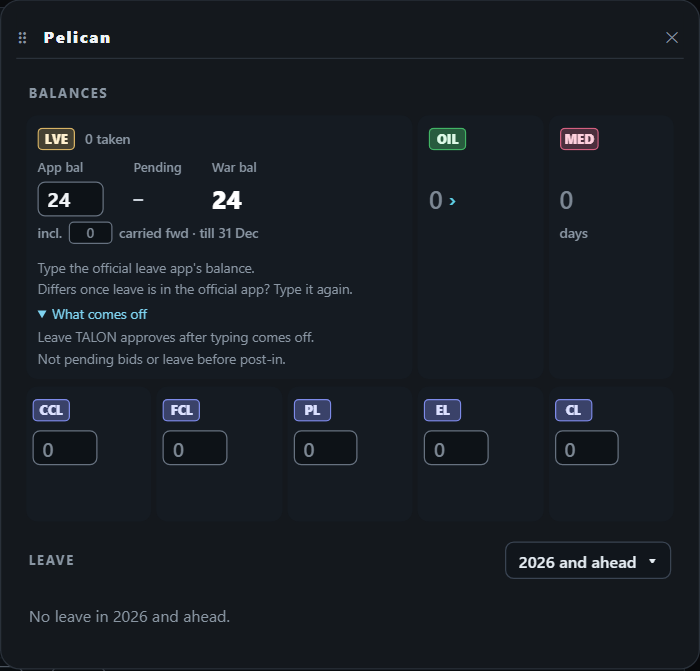 Pelican
BALANCES
LVE 0 taken
App bal Pending War bal
24 – 24
incl. 0 carried fwd · till 31 Dec
Type the official leave app's balance.
Differs once leave is in the official app? Type it again.
▼ What comes off
Leave TALON approves after typing comes off.
Not pending bids or leave before post-in.
OIL
0 ›
MED
0
days
CCL FCL PL EL CL
0 0 0 0 0
LEAVE 2026 and ahead
No leave in 2026 and ahead.